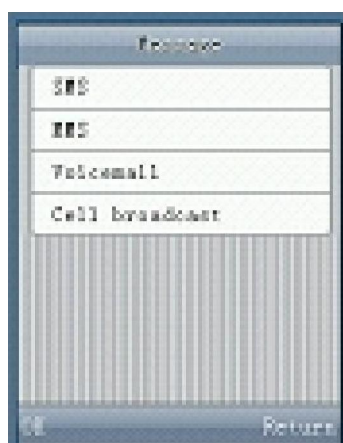 Message
SMS
MMS
Voicemail
Cell broadcast
OK
Return